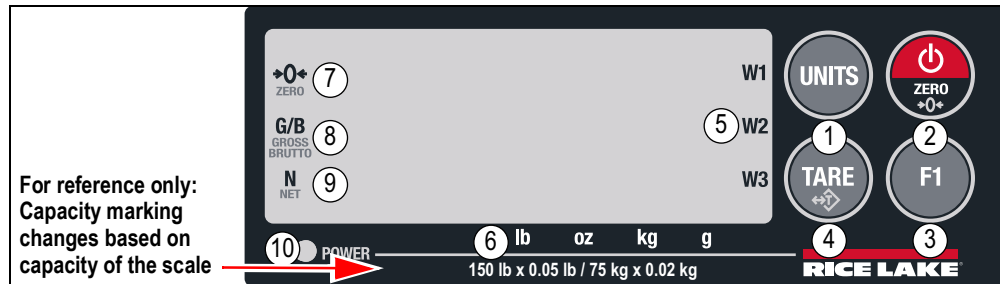 →0←
ZERO
7
G/B
GROSS
BRUTTO
8
N
NET
9
W1
5 W2
W3
UNITS
1
ZERO
→0←
2
TARE
T
4
F1
3
For reference only:
Capacity marking
changes based on
capacity of the scale
10 POWER
6 lb oz kg g
150 lb x 0.05 lb / 75 kg x 0.02 kg
RICE LAKE